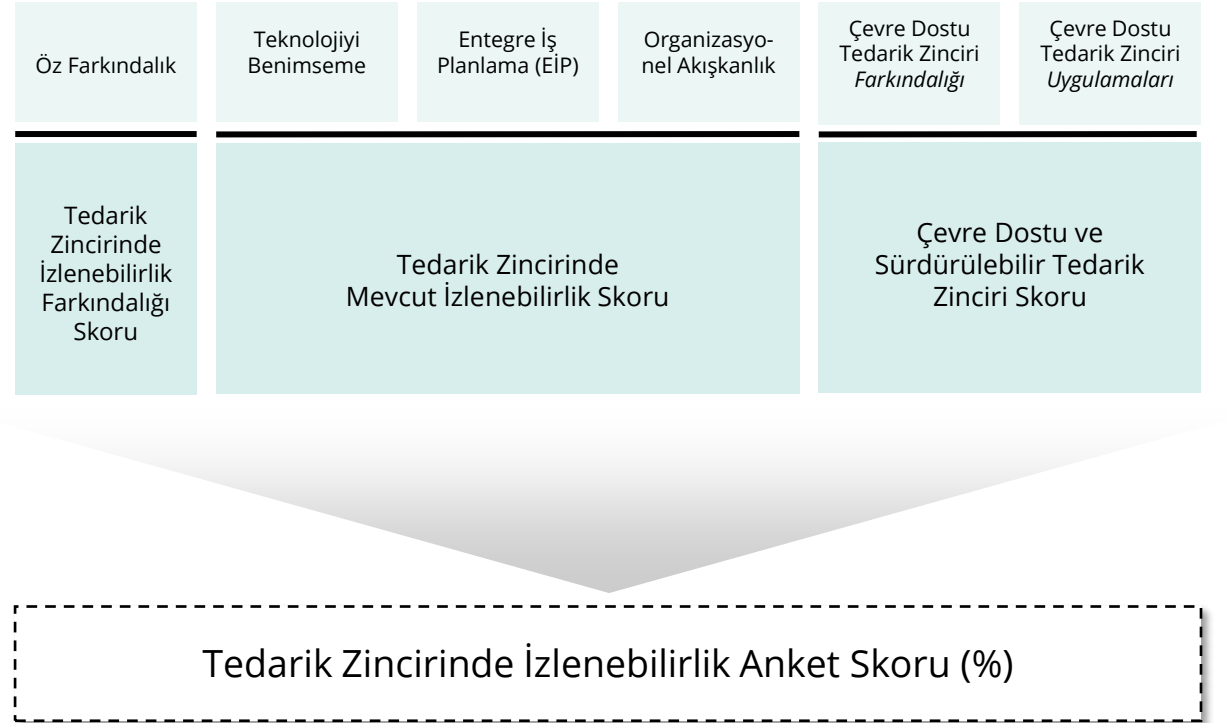 Öz Farkındalık
Teknolojiyi
Benimseme
Entegre İş
Planlama (EİP)
Organizasyo-
nel Akışkanlık
Çevre Dostu
Tedarik Zinciri
Farkındalığı
Çevre Dostu
Tedarik Zinciri
Uygulamaları
Tedarik
Zincirinde
İzlenebilirlik
Farkındalığı
Skoru
Tedarik Zincirinde
Mevcut İzlenebilirlik Skoru
Çevre Dostu ve
Sürdürülebilir Tedarik
Zinciri Skoru
Tedarik Zincirinde İzlenebilirlik Anket Skoru (%)